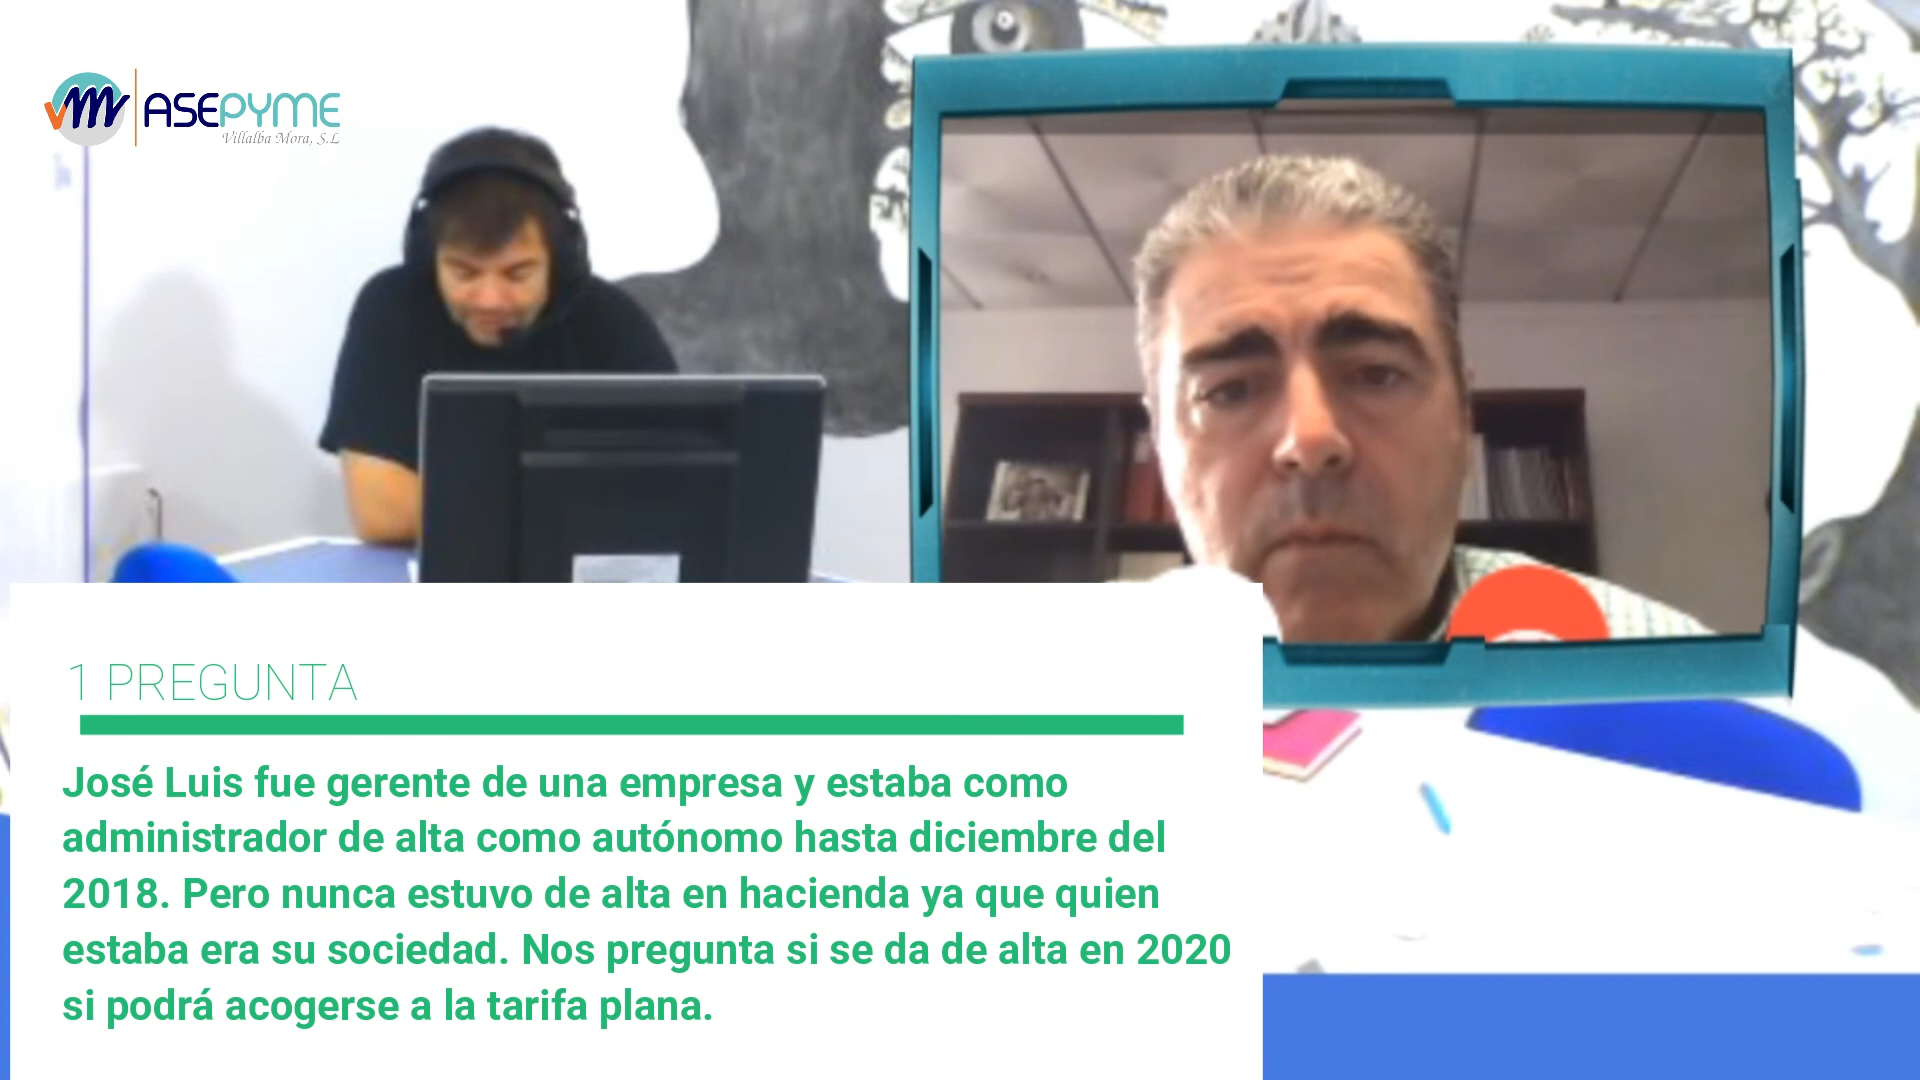 vmv ASEPYME
Villalba Mora, S.L
1 PREGUNTA
José Luis fue gerente de una empresa y estaba como
administrador de alta como autónomo hasta diciembre del
2018. Pero nunca estuvo de alta en hacienda ya que quien
estaba era su sociedad. Nos pregunta si se da de alta en 2020
si podrá acogerse a la tarifa plana.